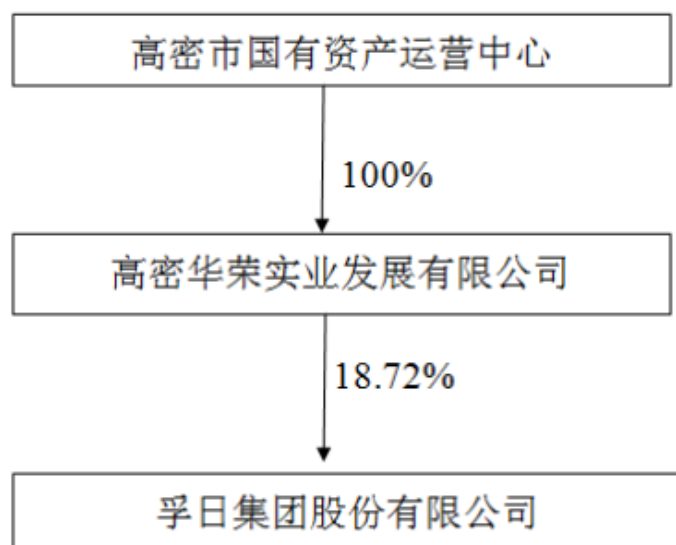 高密市国有资产运营中心
100%
高密华荣实业发展有限公司
18.72%
孚日集团股份有限公司